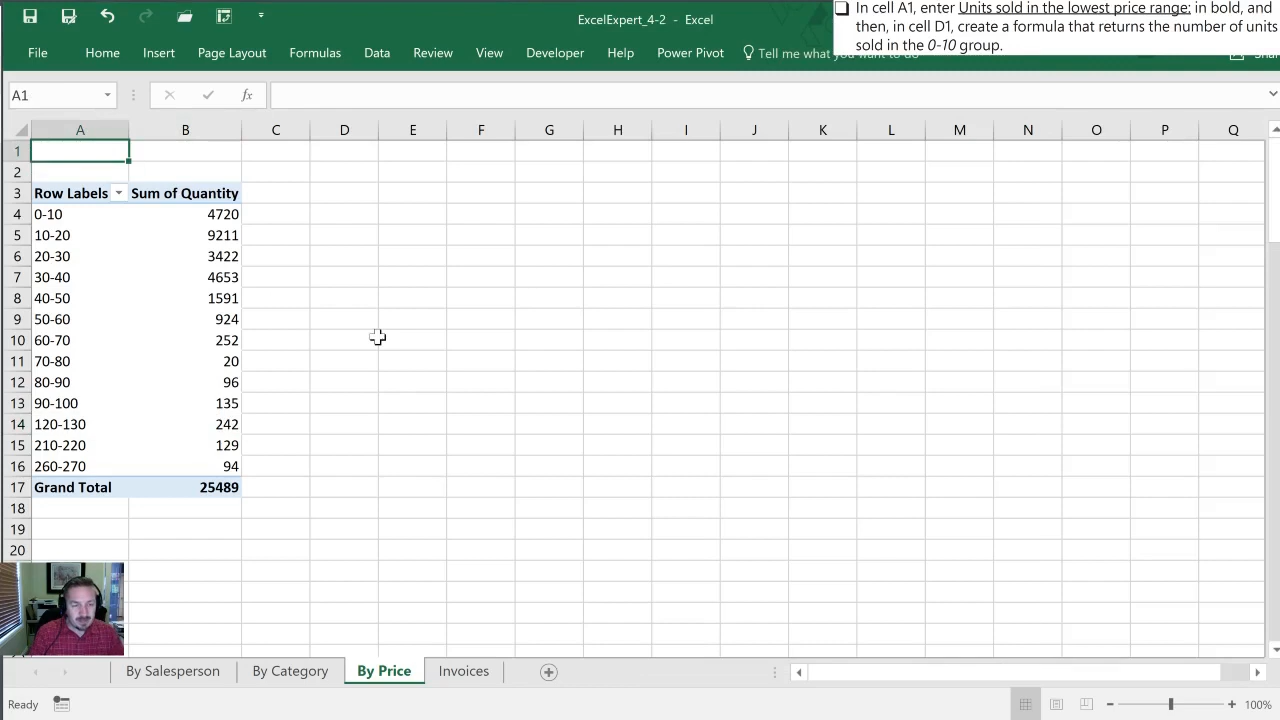 ExcelExpert_4-2 - Excel
In cell A1, enter Units sold in the lowest price range: in bold, and
then, in cell D1, create a formula that returns the number of units
sold in the 0-10 group.
File Home Insert Page Layout Formulas Data Review View Developer Help Power Pivot Tell me what you want to do
A1 fx
A B C D E F G H I J K L M N O P Q
1
2
3 Row Labels Sum of Quantity
4 0-10 4720
5 10-20 9211
6 20-30 3422
7 30-40 4653
8 40-50 1591
9 50-60 924
10 60-70 252
11 70-80 20
12 80-90 96
13 90-100 135
14 120-130 242
15 210-220 129
16 260-270 94
17 Grand Total 25489
18
19
20
By Salesperson By Category By Price Invoices
Ready 100%